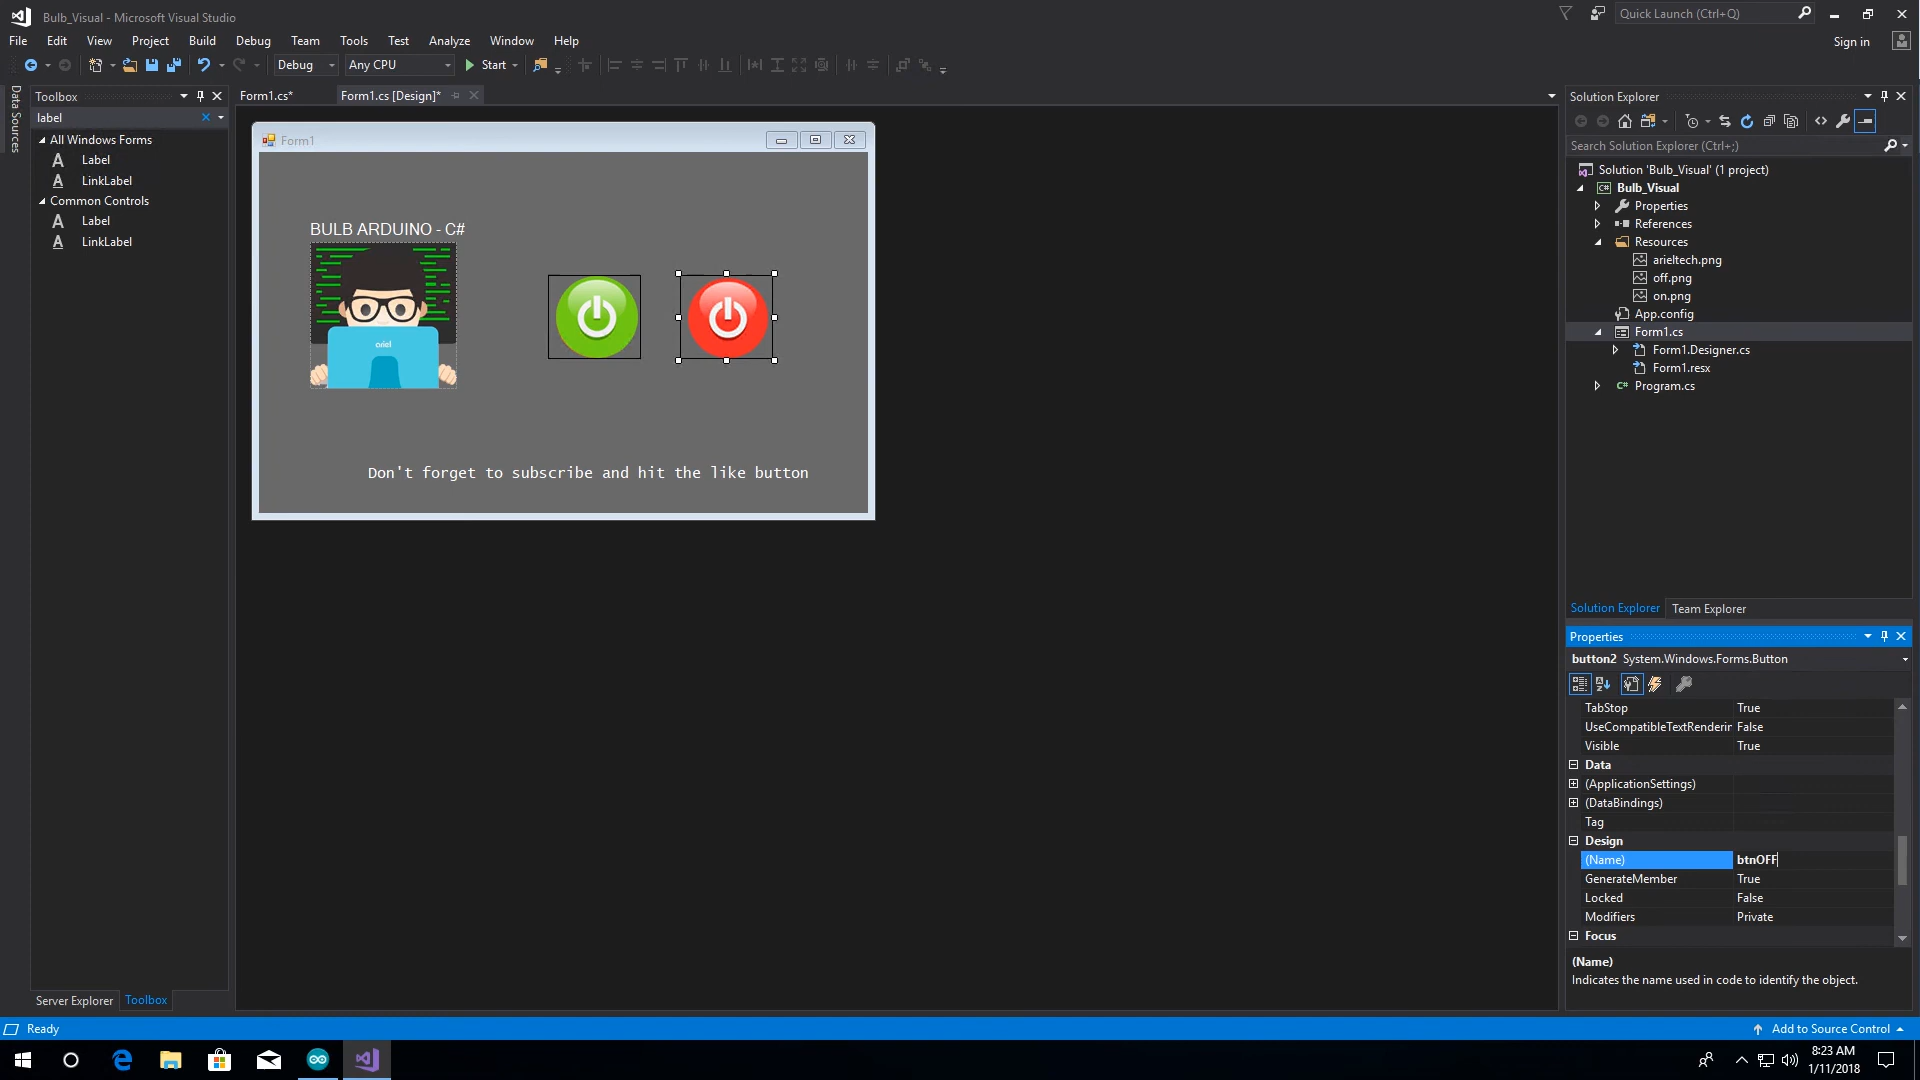 Bulb_Visual - Microsoft Visual Studio
Quick Launch (Ctrl+Q)
File Edit View Project Build Debug Team Tools Test Analyze Window Help
Sign in
Debug Any CPU Start
Data Sources
Toolbox
label
All Windows Forms
Label
LinkLabel
Common Controls
Label
LinkLabel
Server Explorer Toolbox
Form1.cs* Form1.cs [Design]*
Form1
BULB ARDUINO - C#
ariel
Don't forget to subscribe and hit the like button
Solution Explorer
Search Solution Explorer (Ctrl+;)
Solution 'Bulb_Visual' (1 project)
C# Bulb_Visual
Properties
References
Resources
arieltech.png
off.png
on.png
App.config
Form1.cs
Form1.Designer.cs
Form1.resx
C# Program.cs
Solution Explorer Team Explorer
Properties
button2 System.Windows.Forms.Button
TabStop True
UseCompatibleTextRenderin False
Visible True
Data
(ApplicationSettings)
(DataBindings)
Tag
Design
(Name) btnOFF
GenerateMember True
Locked False
Modifiers Private
Focus
(Name)
Indicates the name used in code to identify the object.
Ready
Add to Source Control
8:23 AM
1/11/2018